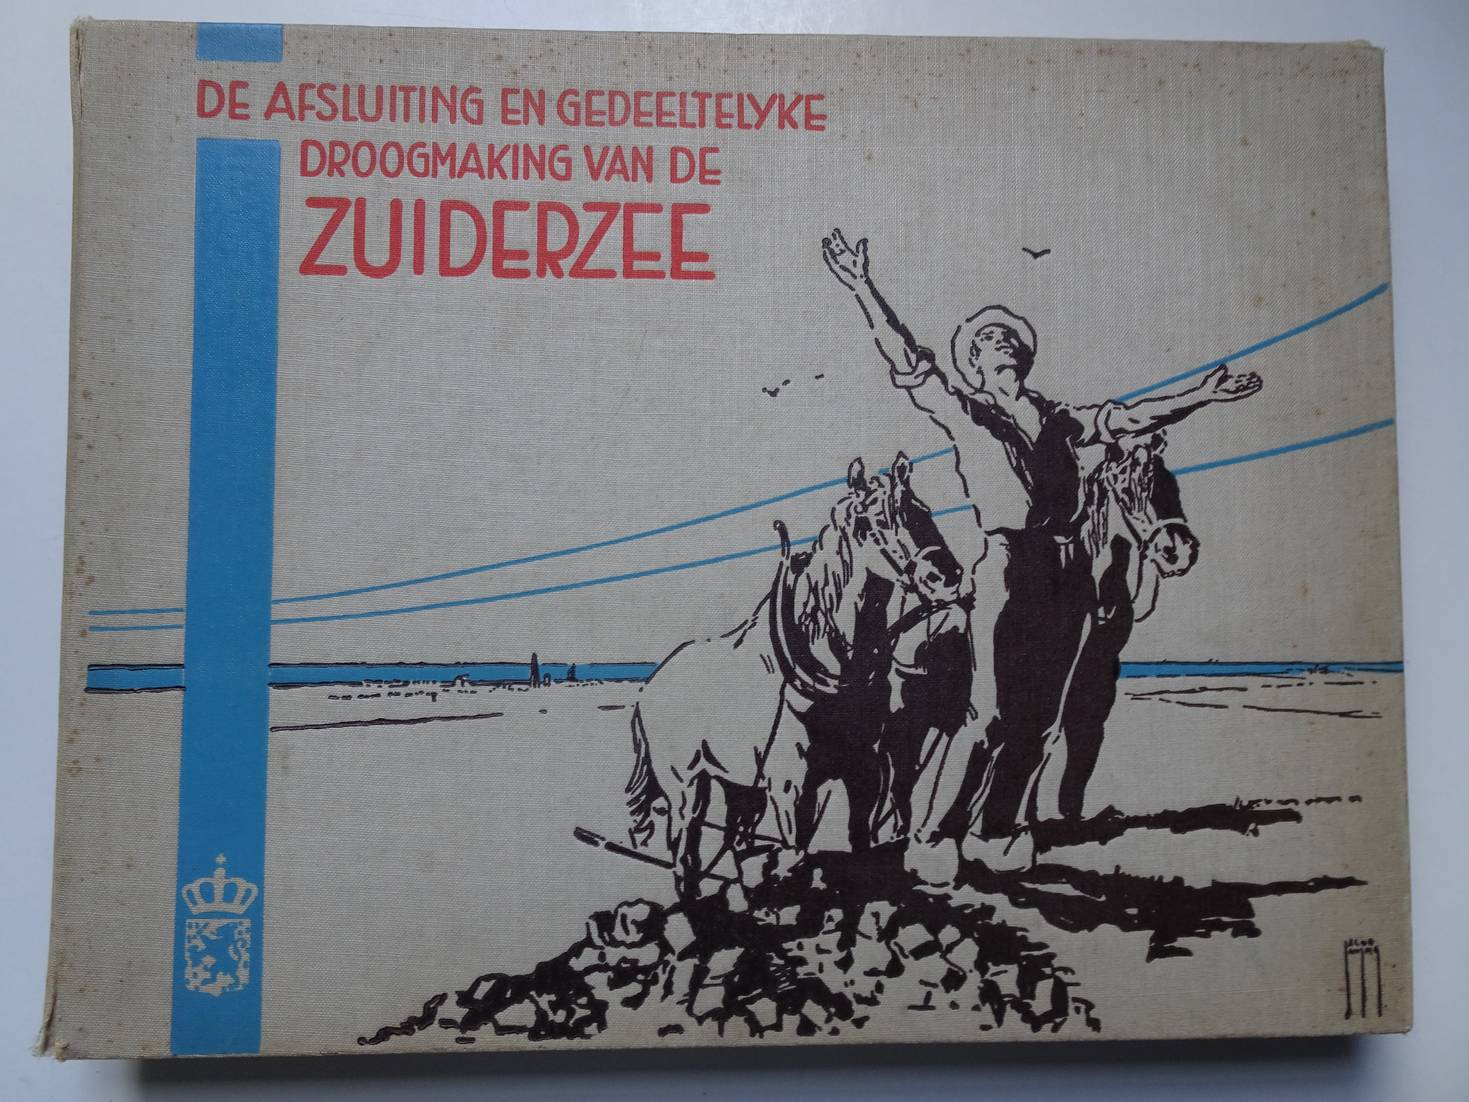 DE AFSLUITING EN GEDEELTELYKE
DROOGMAKING VAN DE
ZUIDERZEE